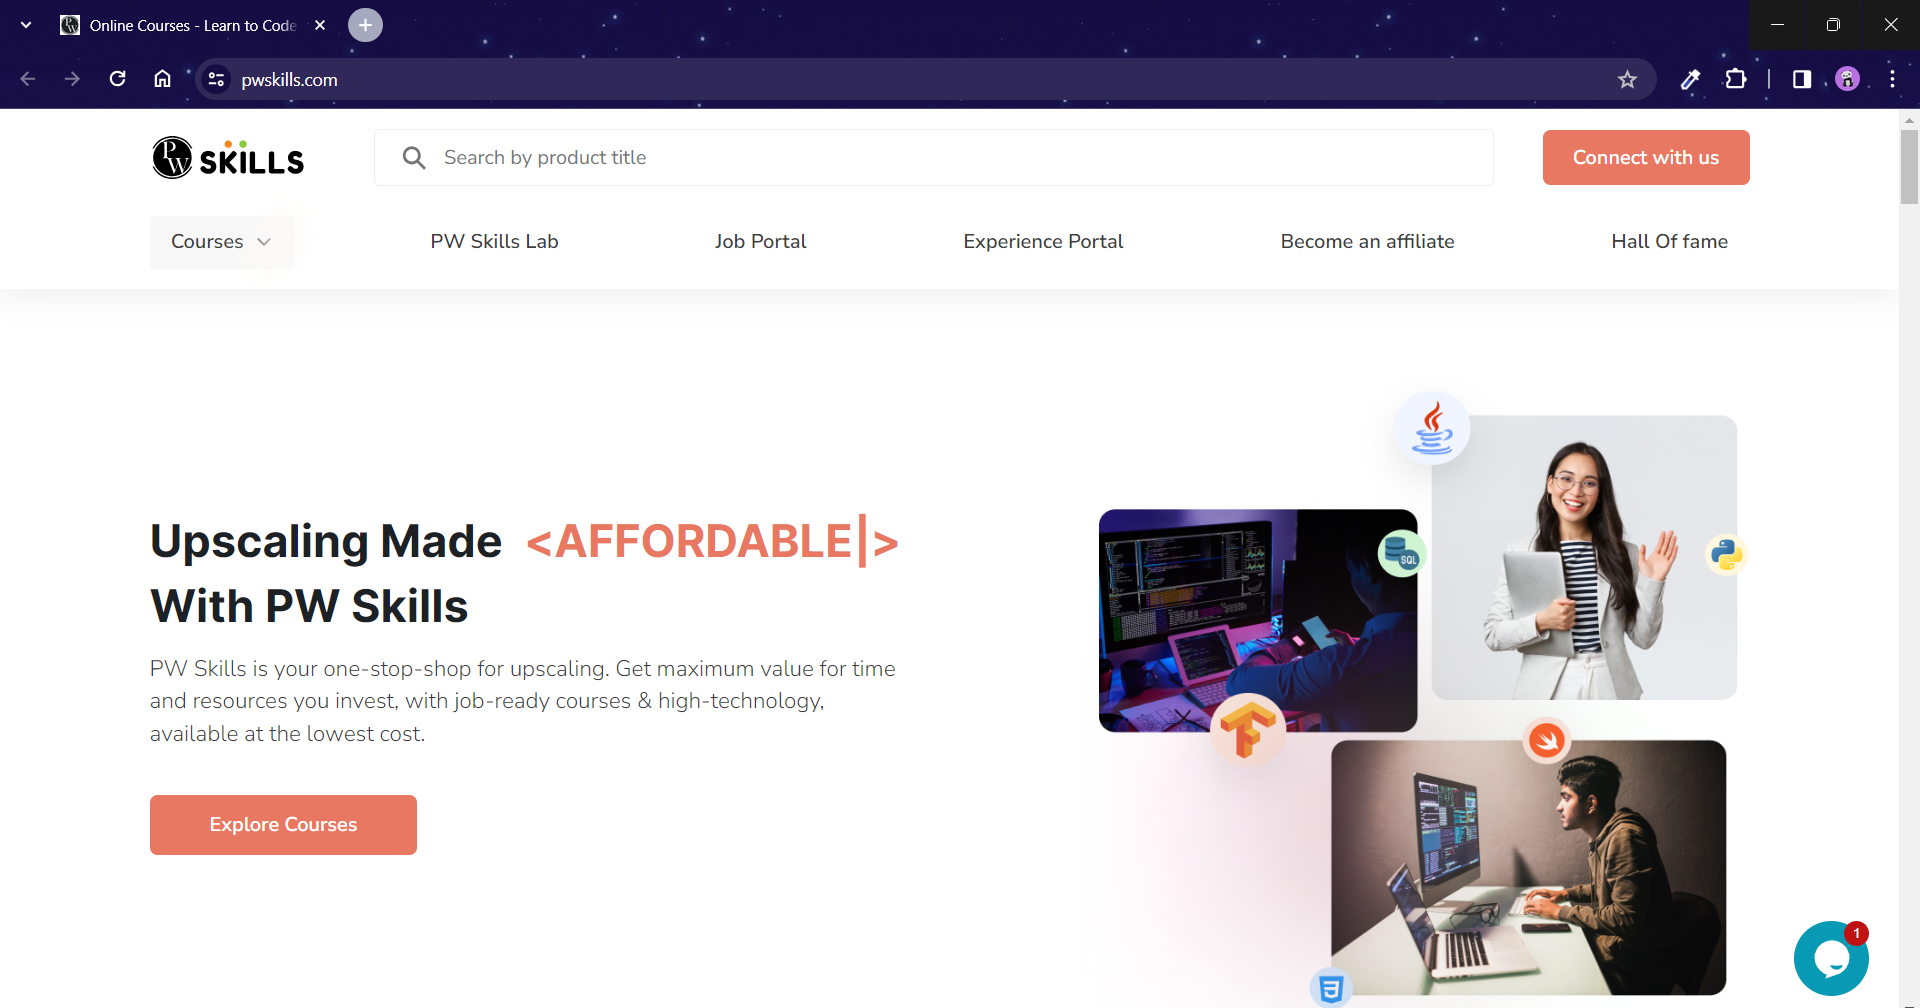 Online Courses - Learn to Code
pwskills.com
PW SKILLS
Search by product title
Connect with us
Courses
PW Skills Lab
Job Portal
Experience Portal
Become an affiliate
Hall Of fame
Upscaling Made <AFFORDABLE|>
With PW Skills
PW Skills is your one-stop-shop for upscaling. Get maximum value for time
and resources you invest, with job-ready courses & high-technology,
available at the lowest cost.
Explore Courses
SQL
1